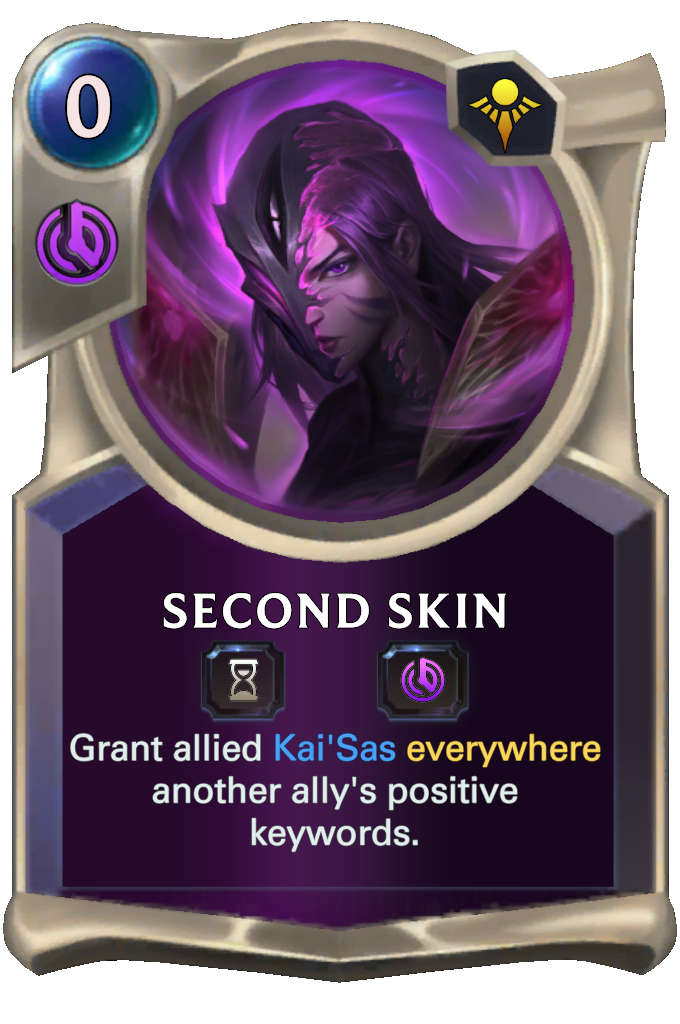 0
SECOND SKIN
Grant allied Kai'Sas everywhere
another ally's positive
keywords.